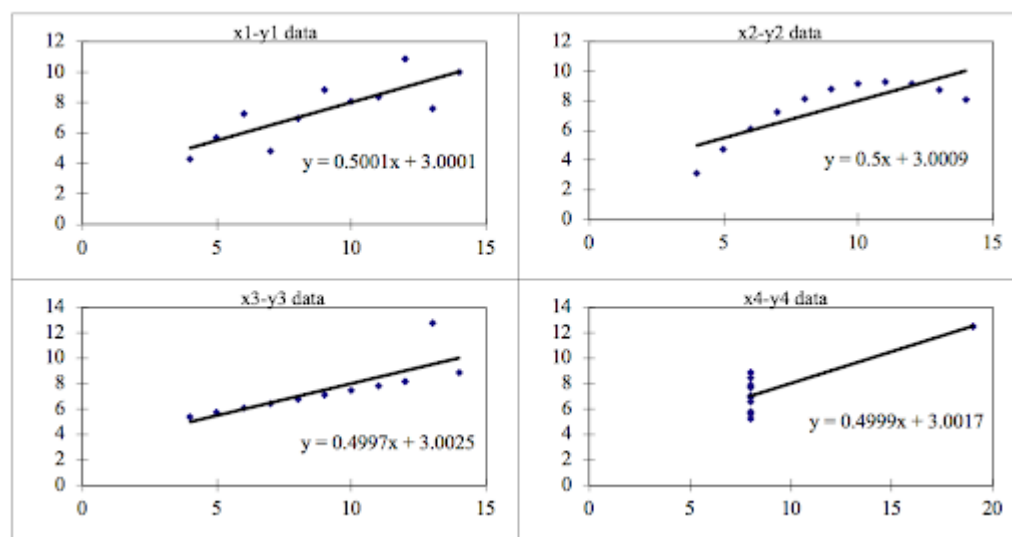 x1-y1 data
12
10
8
6
4
2
0
y = 0.5001x + 3.0001
0 5 10 15
x2-y2 data
12
10
8
6
4
2
0
y = 0.5x + 3.0009
0 5 10 15
x3-y3 data
14
12
10
8
6
4
2
0
y = 0.4997x + 3.0025
0 5 10 15
x4-y4 data
14
12
10
8
6
4
2
0
y = 0.4999x + 3.0017
0 5 10 15 20